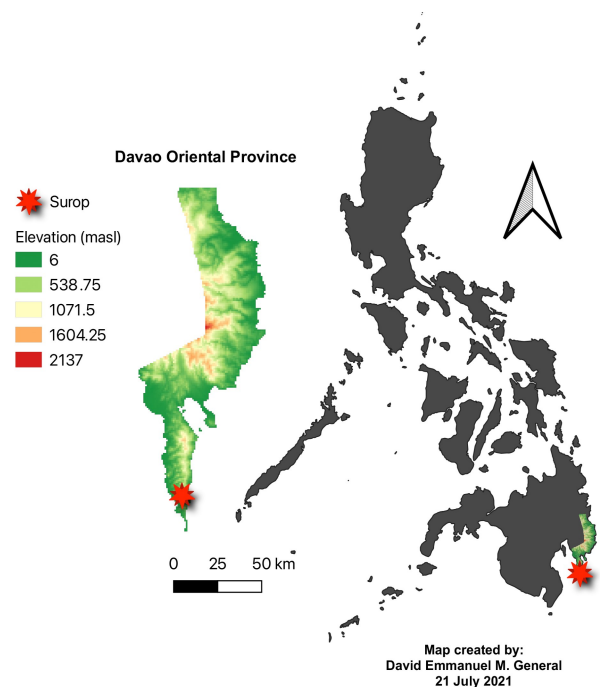 Davao Oriental Province
Surop
Elevation (masl)
6
538.75
1071.5
1604.25
2137
0 25 50 km
Map created by:
David Emmanuel M. General
21 July 2021